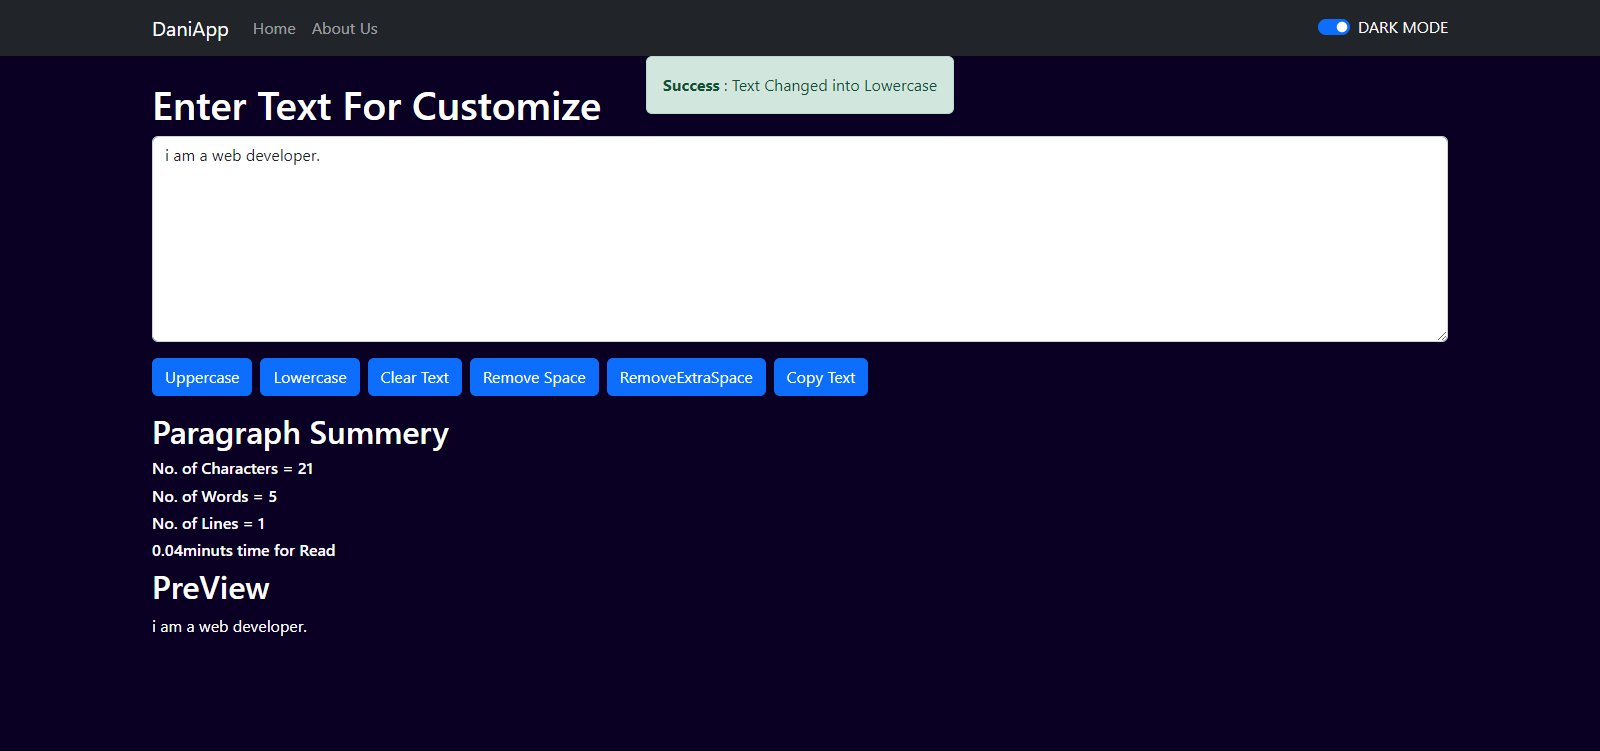 DaniApp Home About Us DARK MODE
Success : Text Changed into Lowercase
Enter Text For Customize
i am a web developer.
Uppercase Lowercase Clear Text Remove Space RemoveExtraSpace Copy Text
Paragraph Summery
No. of Characters = 21
No. of Words = 5
No. of Lines = 1
0.04minuts time for Read
PreView
i am a web developer.